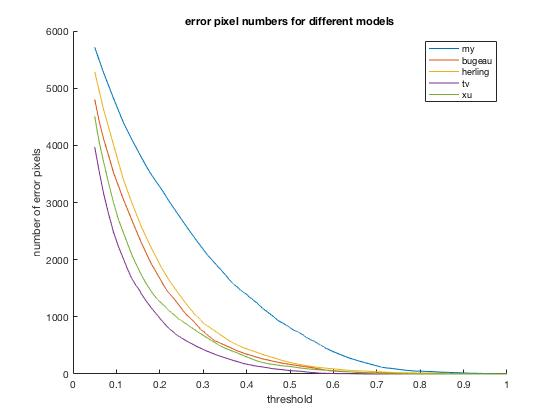 error pixel numbers for different models
my
bugeau
herling
tv
xu
number of error pixels
6000
5000
4000
3000
2000
1000
0
0 0.1 0.2 0.3 0.4 0.5 0.6 0.7 0.8 0.9 1
threshold